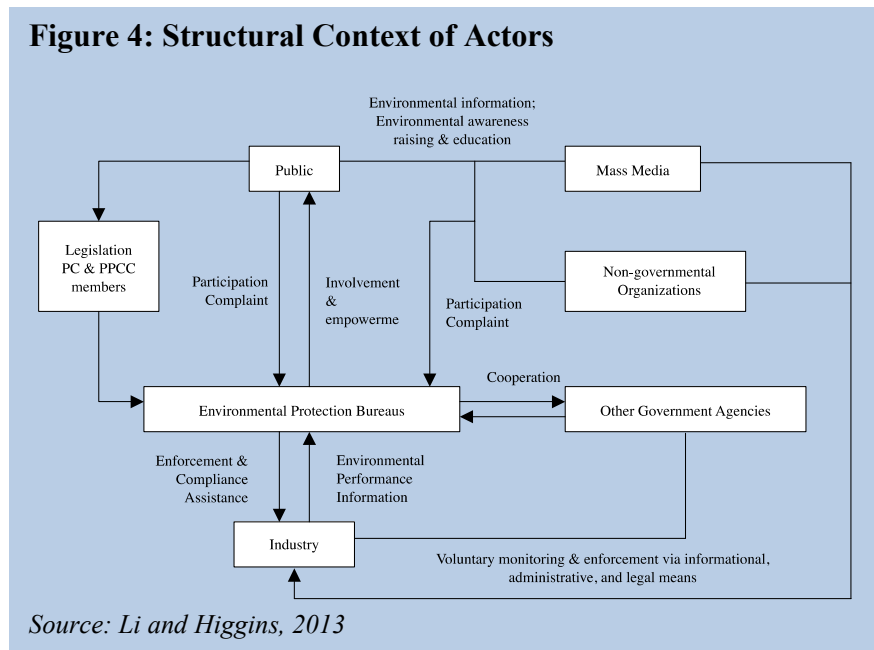 Figure 4: Structural Context of Actors
Environmental information;
Environmental awareness
raising & education
Public
Mass Media
Legislation
PC & PPCC
members
Non-governmental
Organizations
Participation
Complaint
Involvement
&
empowerme
Participation
Complaint
Cooperation
Environmental Protection Bureaus
Other Government Agencies
Enforcement &
Compliance
Assistance
Environmental
Performance
Information
Industry
Voluntary monitoring & enforcement via informational,
administrative, and legal means
Source: Li and Higgins, 2013